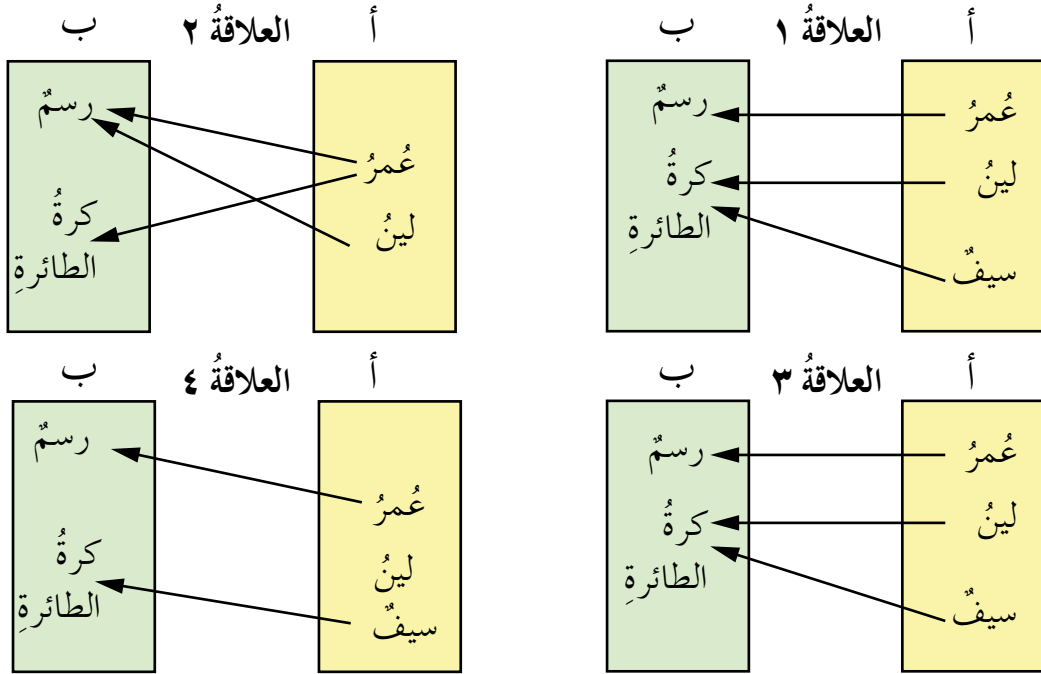 أ العلاقةُ ١ ب
عُمرُ رسمٌ
لينُ كرةُ
الطائرةِ
سيفٌ
أ العلاقةُ ٢ ب
رسمٌ
عُمرُ
لينُ كرةُ
الطائرةِ
أ العلاقةُ ٣ ب
عُمرُ رسمٌ
لينُ كرةُ
الطائرةِ
سيفٌ
أ العلاقةُ ٤ ب
رسمٌ
عُمرُ
لينُ كرةُ
سيفٌ الطائرةِ